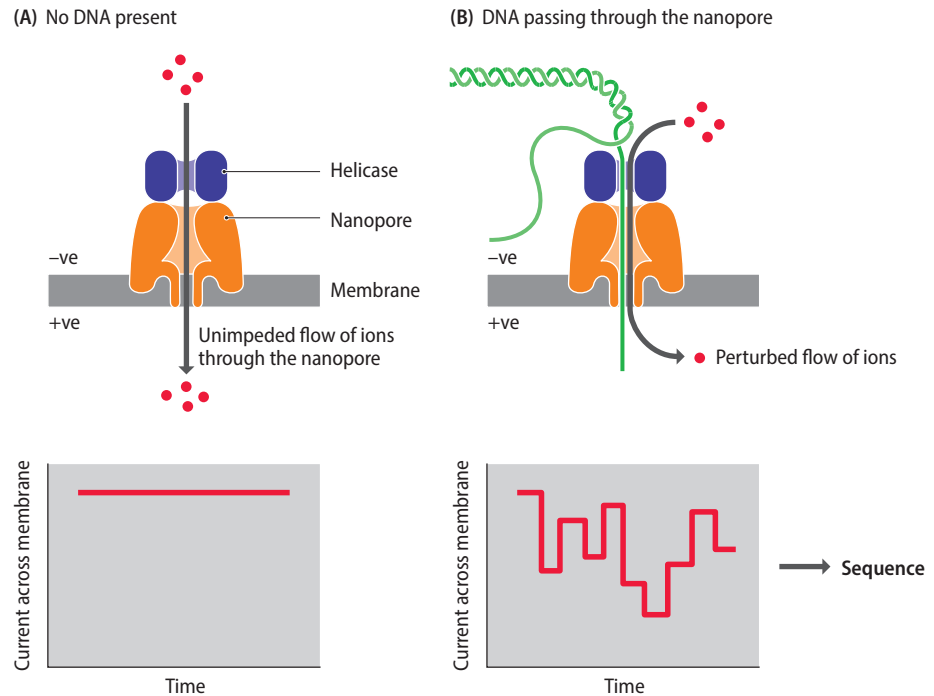 (A) No DNA present
Helicase
Nanopore
–ve
Membrane
+ve
Unimpeded flow of ions
through the nanopore
Current across membrane
Time
(B) DNA passing through the nanopore
–ve
+ve
Perturbed flow of ions
Current across membrane
Time
Sequence